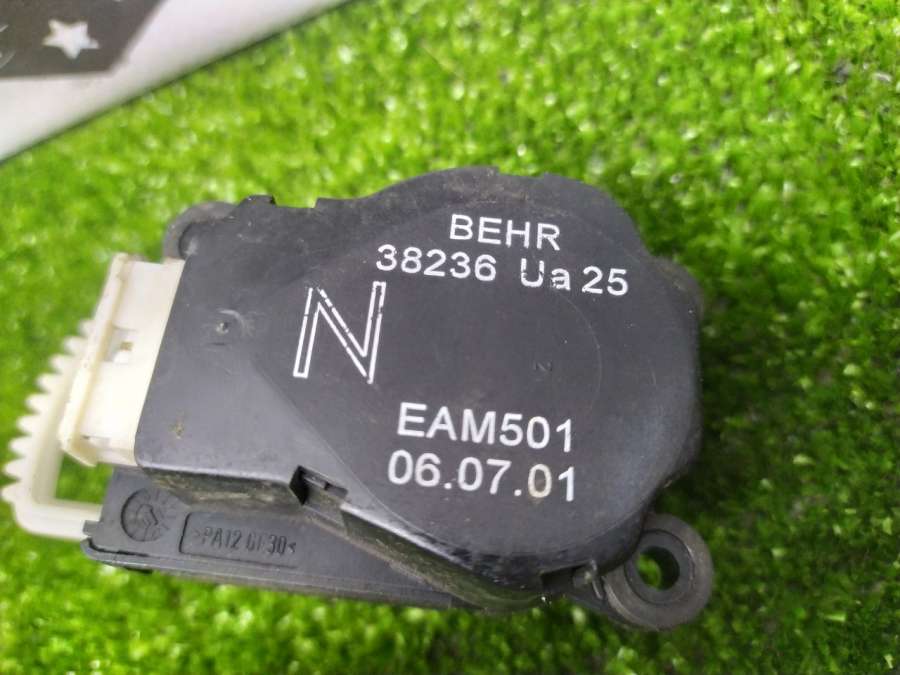 BEHR
38236 Ua 25
N
EAM501
06.07.01
>PA12 GF30<